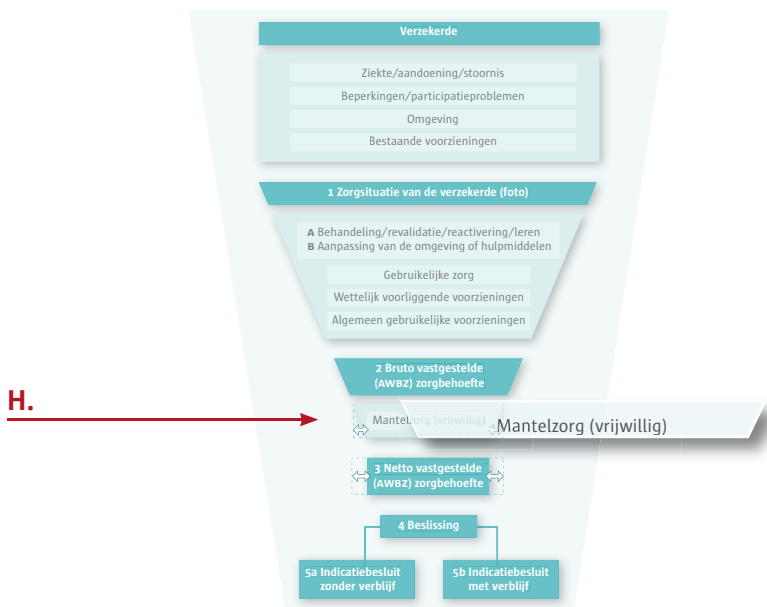 Verzekerde
Ziekte/aandoening/stoornis
Beperkingen/participatieproblemen
Omgeving
Bestaande voorzieningen
1 Zorgsituatie van de verzekerde (foto)
A Behandeling/revalidatie/reactivering/leren
B Aanpassing van de omgeving of hulpmiddelen
Gebruikelijke zorg
Wettelijk voorliggende voorzieningen
Algemeen gebruikelijke voorzieningen
2 Bruto vastgestelde
(AWBZ) zorgbehoefte
H.
Mantelzorg (vrijwillig)
Mantelzorg (vrijwillig)
3 Netto vastgestelde
(AWBZ) zorgbehoefte
4 Beslissing
5a Indicatiebesluit
zonder verblijf
5b Indicatiebesluit
met verblijf